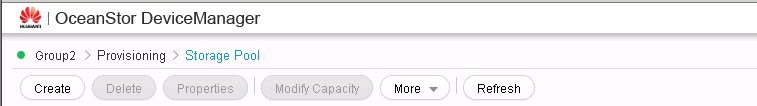 HUAWEI | OceanStor DeviceManager
Group2 > Provisioning > Storage Pool
Create Delete Properties Modify Capacity More Refresh